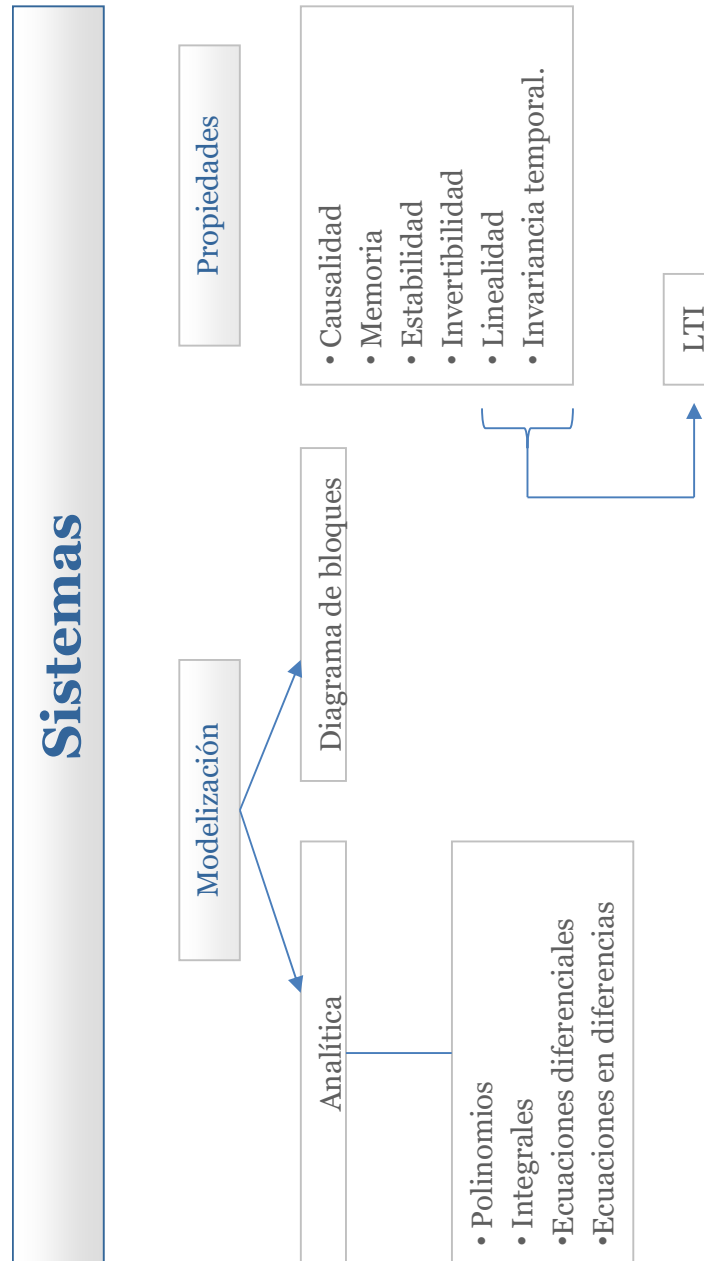 Sistemas
Modelización
Propiedades
Analítica
Diagrama de bloques
• Polinomios
• Integrales
•Ecuaciones diferenciales
•Ecuaciones en diferencias
• Causalidad
• Memoria
• Estabilidad
• Invertibilidad
• Linealidad
• Invariancia temporal.
LTI